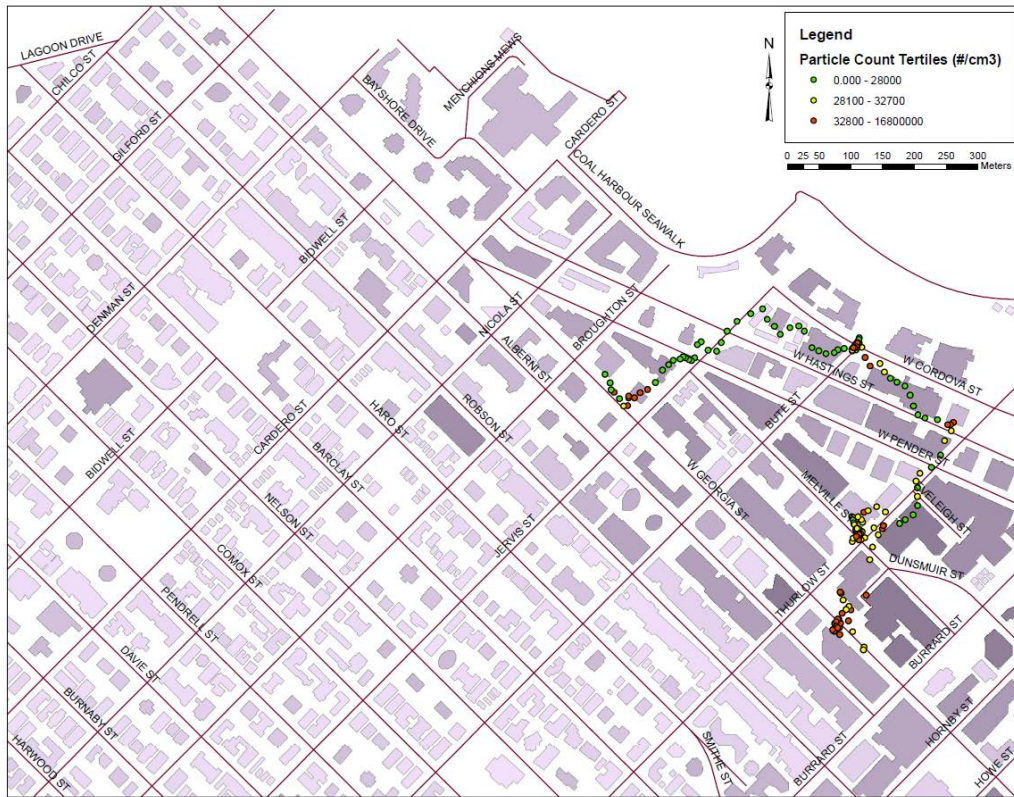 LAGOON DRIVE
CHILCO ST
GILFORD ST
BAYSHORE DRIVE
MENCHIONS MEWS
CARDERO ST
COAL HARBOUR SEAWALK
N
Legend
Particle Count Tertiles (#/cm3)
0.000 - 28000
28100 - 32700
32800 - 16800000
0 25 50 100 150 200 250 300
Meters
BIDWELL ST
DENMAN ST
NICOLA ST
BROUGHTON ST
ALBERNI ST
W HASTINGS ST
W CORDOVA ST
BIDWELL ST
CARDERO ST
HARO ST
ROBSON ST
BARCLAY ST
BUTE ST
W PENDER ST
W GEORGIA ST
MELVILLE ST
EVELEIGH ST
NELSON ST
JERVIS ST
COMOX ST
DUNSMUIR ST
THURLOW ST
PENDRELL ST
BURRARD ST
DAVIE ST
BURNABY ST
HARWOOD ST
SMITHE ST
BURRARD ST
HORNBY ST
HOWE ST